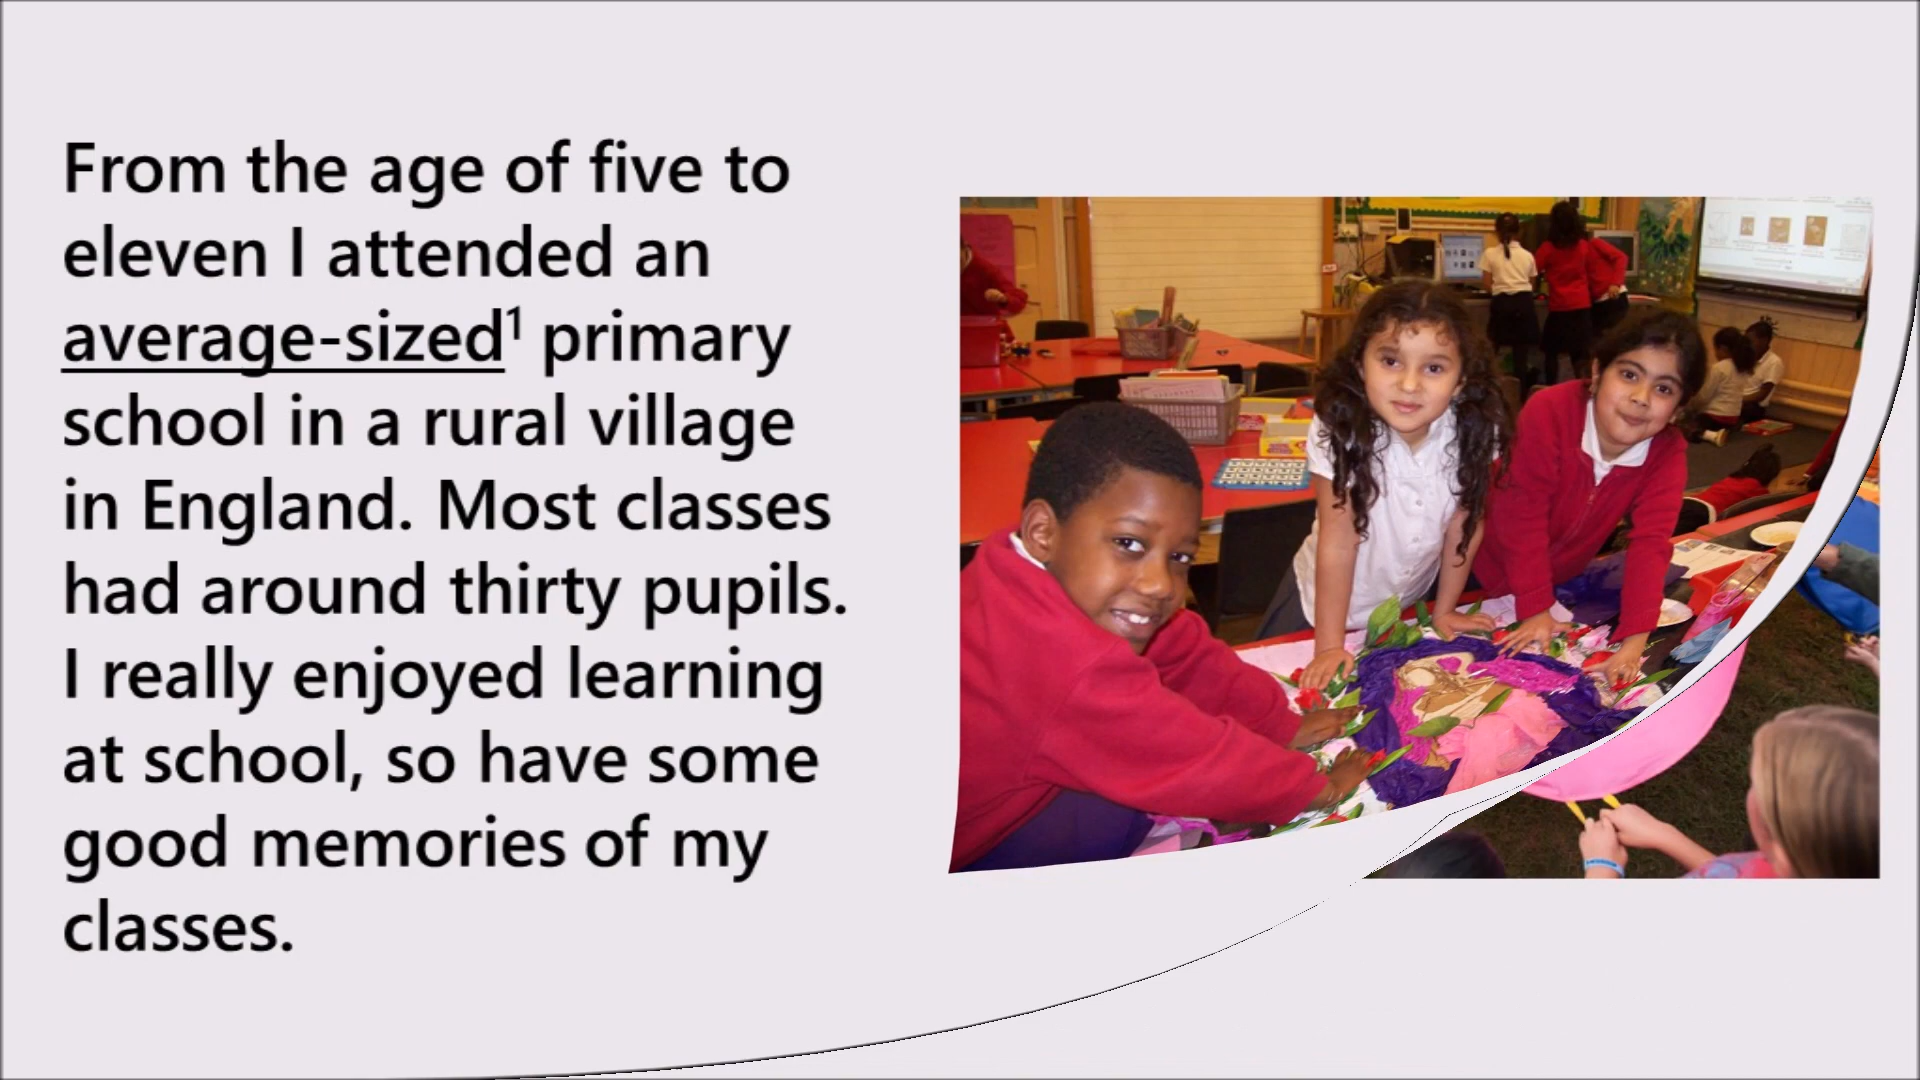 From the age of five to
eleven I attended an
average-sized¹ primary
school in a rural village
in England. Most classes
had around thirty pupils.
I really enjoyed learning
at school, so have some
good memories of my
classes.